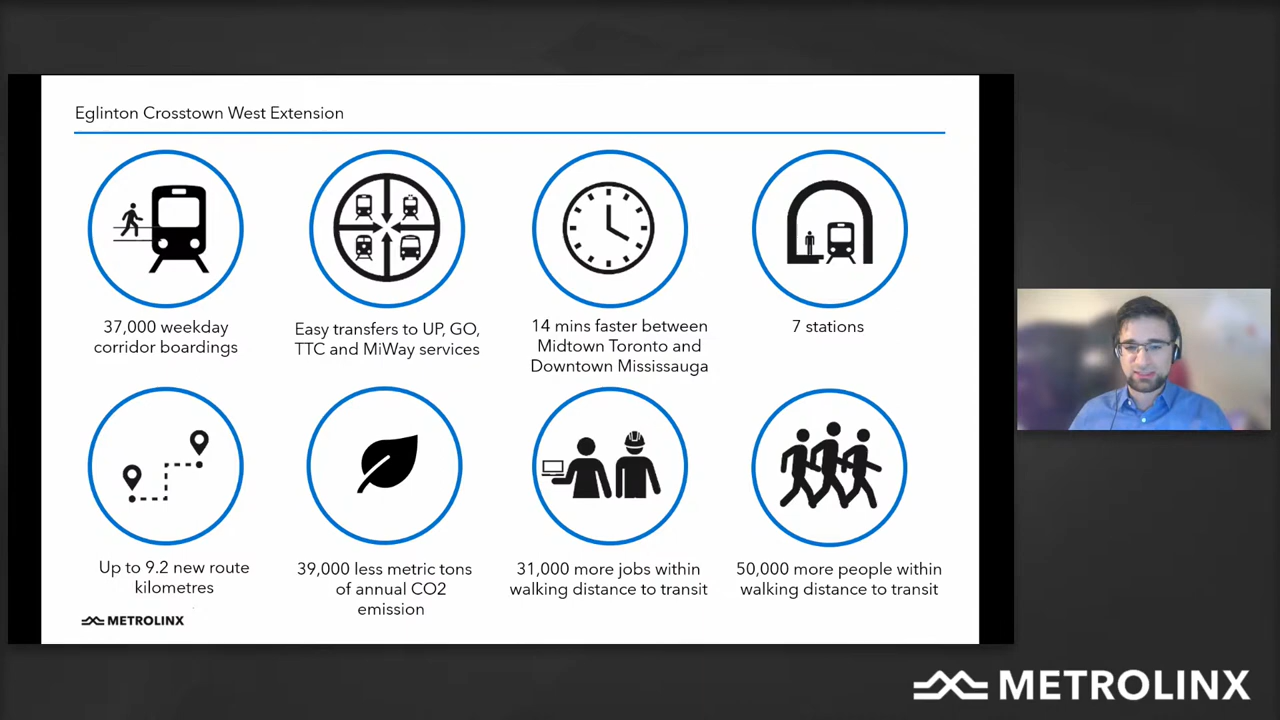 Eglinton Crosstown West Extension
37,000 weekday
corridor boardings
Easy transfers to UP, GO,
TTC and MiWay services
14 mins faster between
Midtown Toronto and
Downtown Mississauga
7 stations
Up to 9.2 new route
kilometres
39,000 less metric tons
of annual CO2
emission
31,000 more jobs within
walking distance to transit
50,000 more people within
walking distance to transit
METROLINX
METROLINX